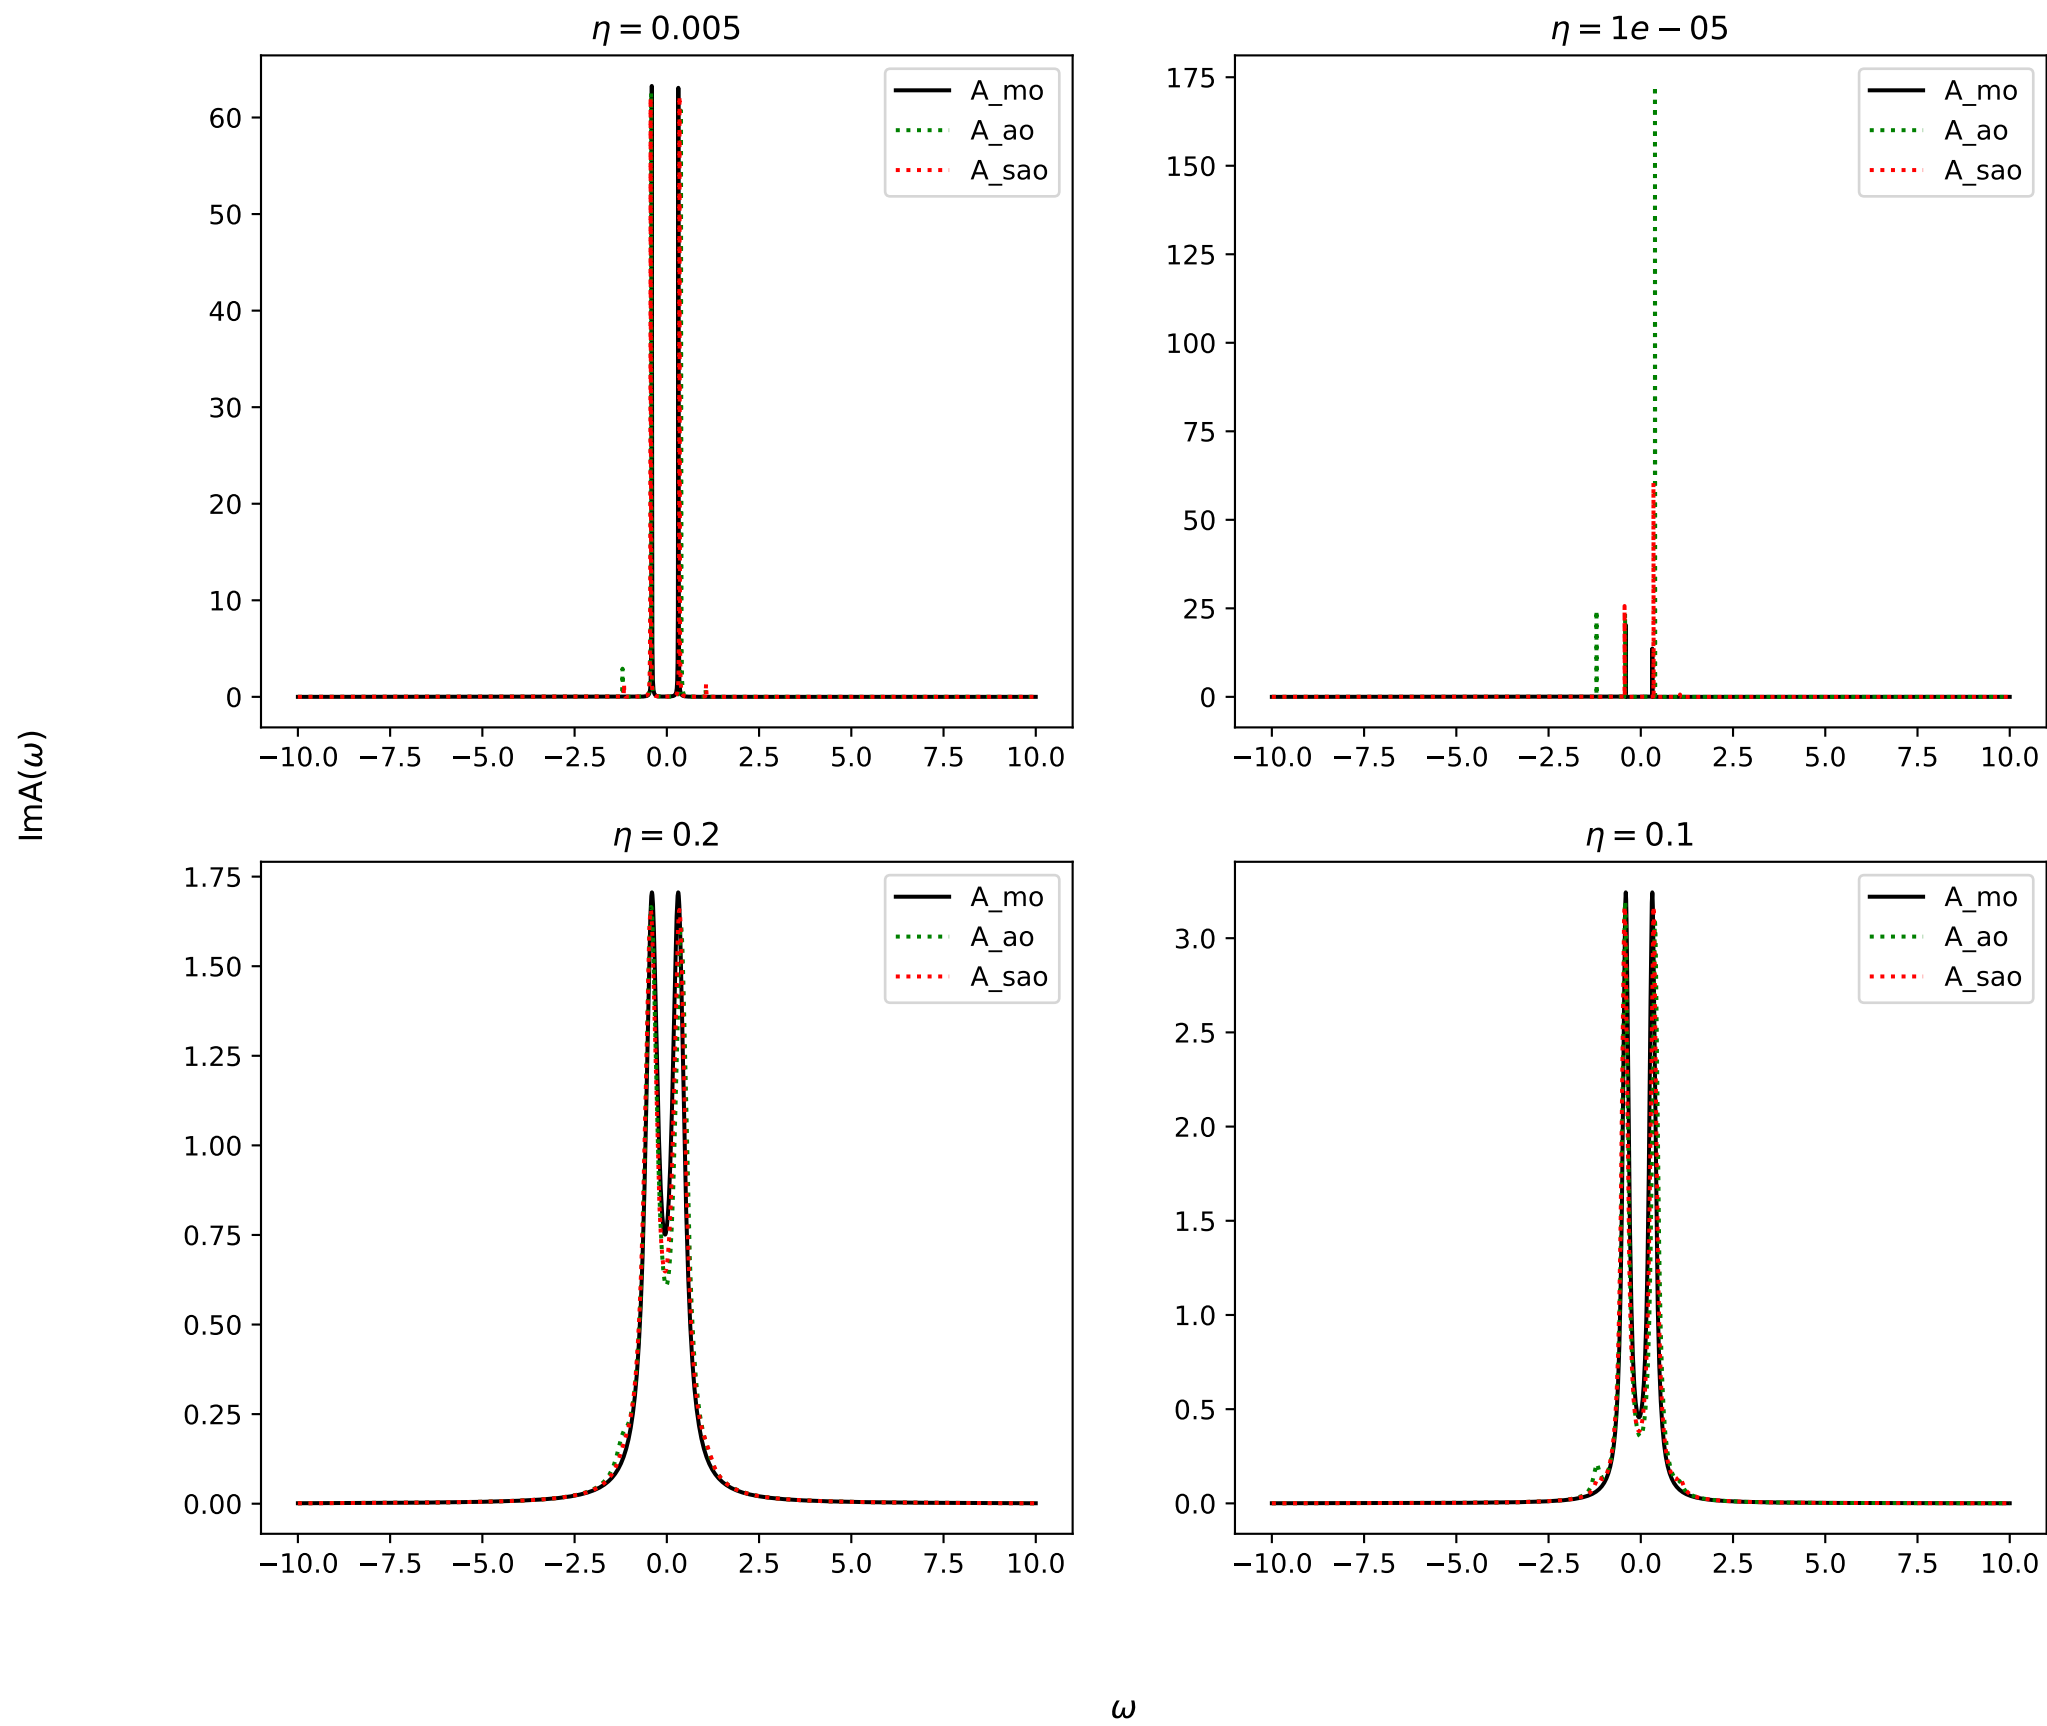 η = 0.005
60
50
40
30
20
10
0
−10.0 −7.5 −5.0 −2.5 0.0 2.5 5.0 7.5 10.0
A_mo
A_ao
A_sao
η = 1e − 05
175
150
125
100
75
50
25
0
−10.0 −7.5 −5.0 −2.5 0.0 2.5 5.0 7.5 10.0
A_mo
A_ao
A_sao
ImA(ω)
η = 0.2
1.75
1.50
1.25
1.00
0.75
0.50
0.25
0.00
−10.0 −7.5 −5.0 −2.5 0.0 2.5 5.0 7.5 10.0
A_mo
A_ao
A_sao
η = 0.1
3.0
2.5
2.0
1.5
1.0
0.5
0.0
−10.0 −7.5 −5.0 −2.5 0.0 2.5 5.0 7.5 10.0
A_mo
A_ao
A_sao
ω